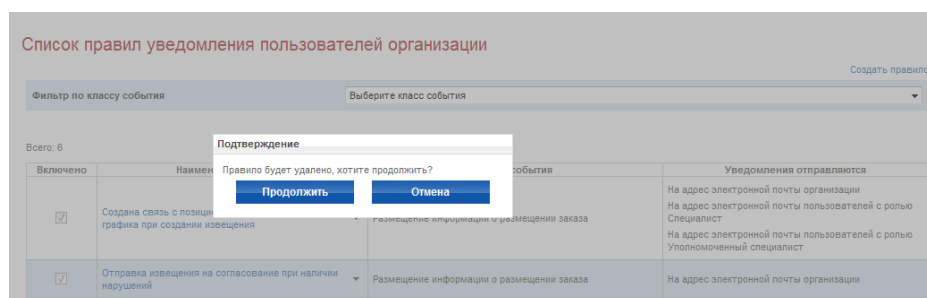 Список правил уведомления пользователей организации
Создать правило
Фильтр по классу события
Выберите класс события
Всего: 6
Подтверждение
Правило будет удалено, хотите продолжить?
Продолжить
Отмена
Включено
события
Уведомления отправляются
Создана связь с
графика при создании извещения
Размещение информации о размещении заказа
На адрес электронной почты организации
На адрес электронной почты пользователей с ролью
Специалист
На адрес электронной почты пользователей с ролью
Уполномоченный специалист
Отправка извещения на согласование при наличии
нарушений
Размещение информации о размещении заказа
На адрес электронной почты организации